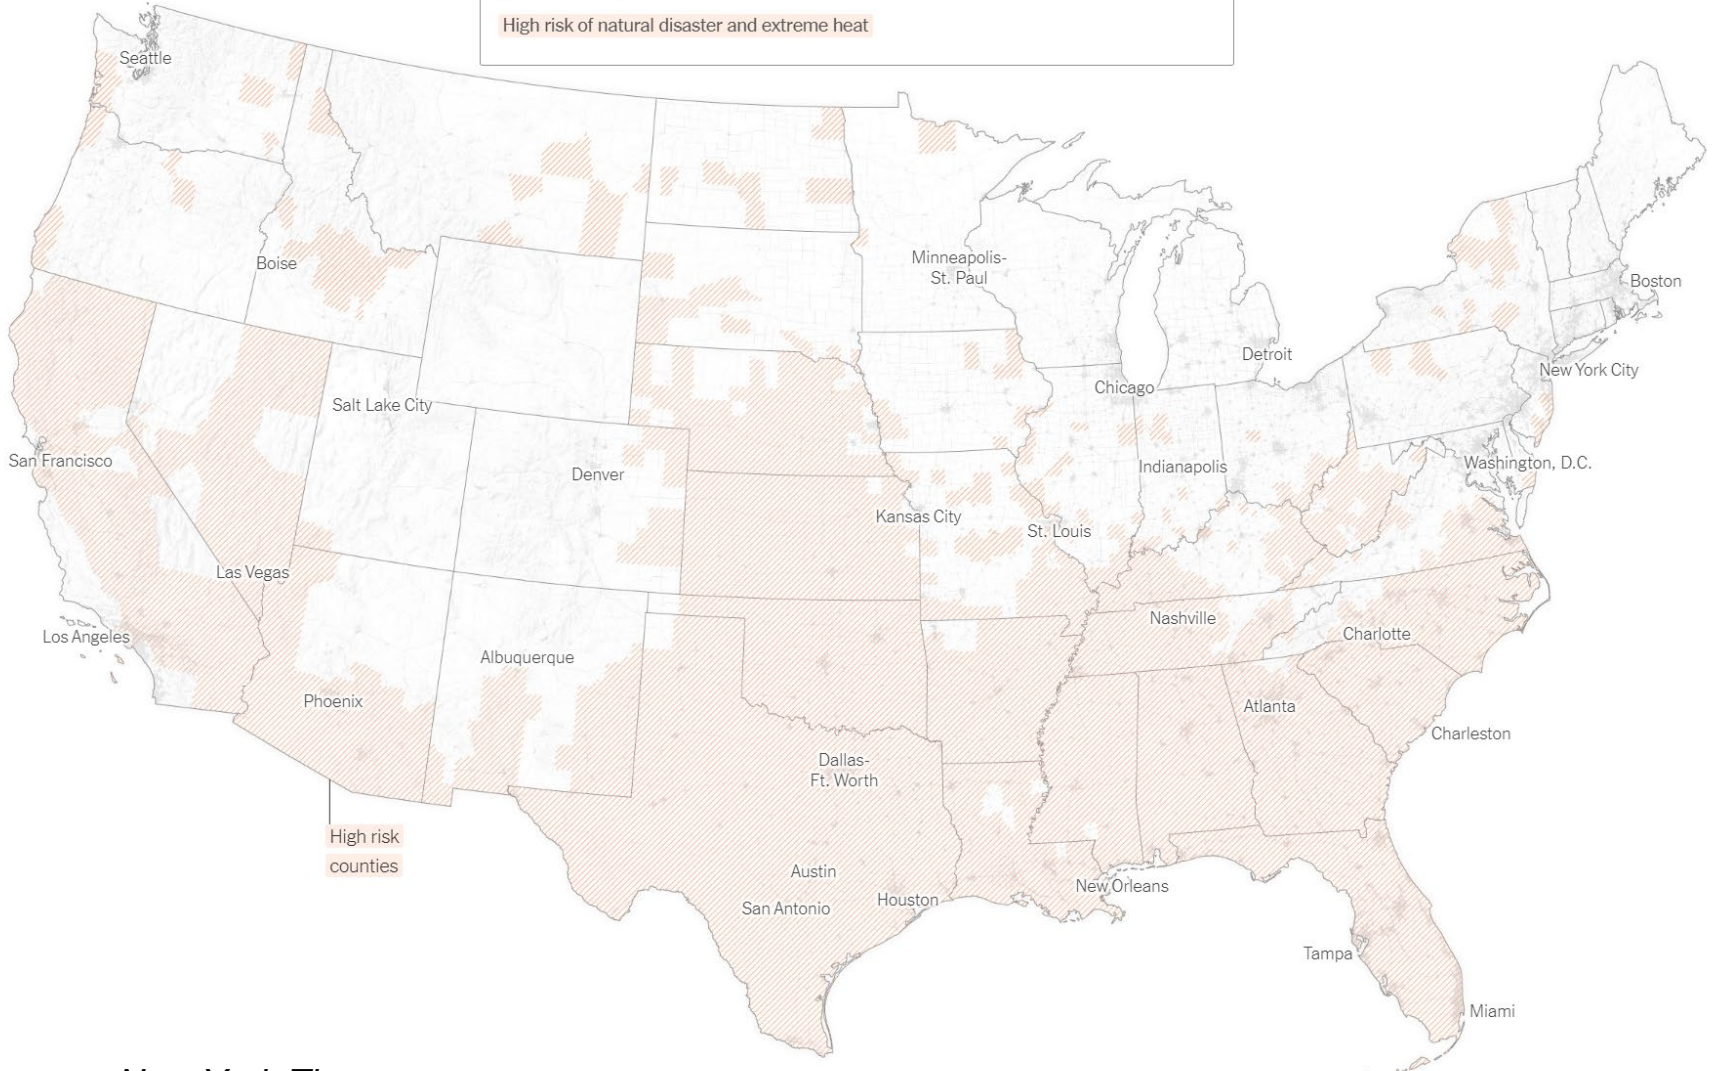 High risk of natural disaster and extreme heat
Seattle
Minneapolis-
St. Paul
Boise
Boston
Detroit
New York City
Chicago
Salt Lake City
San Francisco
Denver
Indianapolis
Washington, D.C.
Kansas City
St. Louis
Las Vegas
Nashville
Los Angeles
Charlotte
Albuquerque
Phoenix
Atlanta
Charleston
Dallas-
Ft. Worth
High risk
counties
Austin
New Orleans
San Antonio
Houston
Tampa
Miami
New York